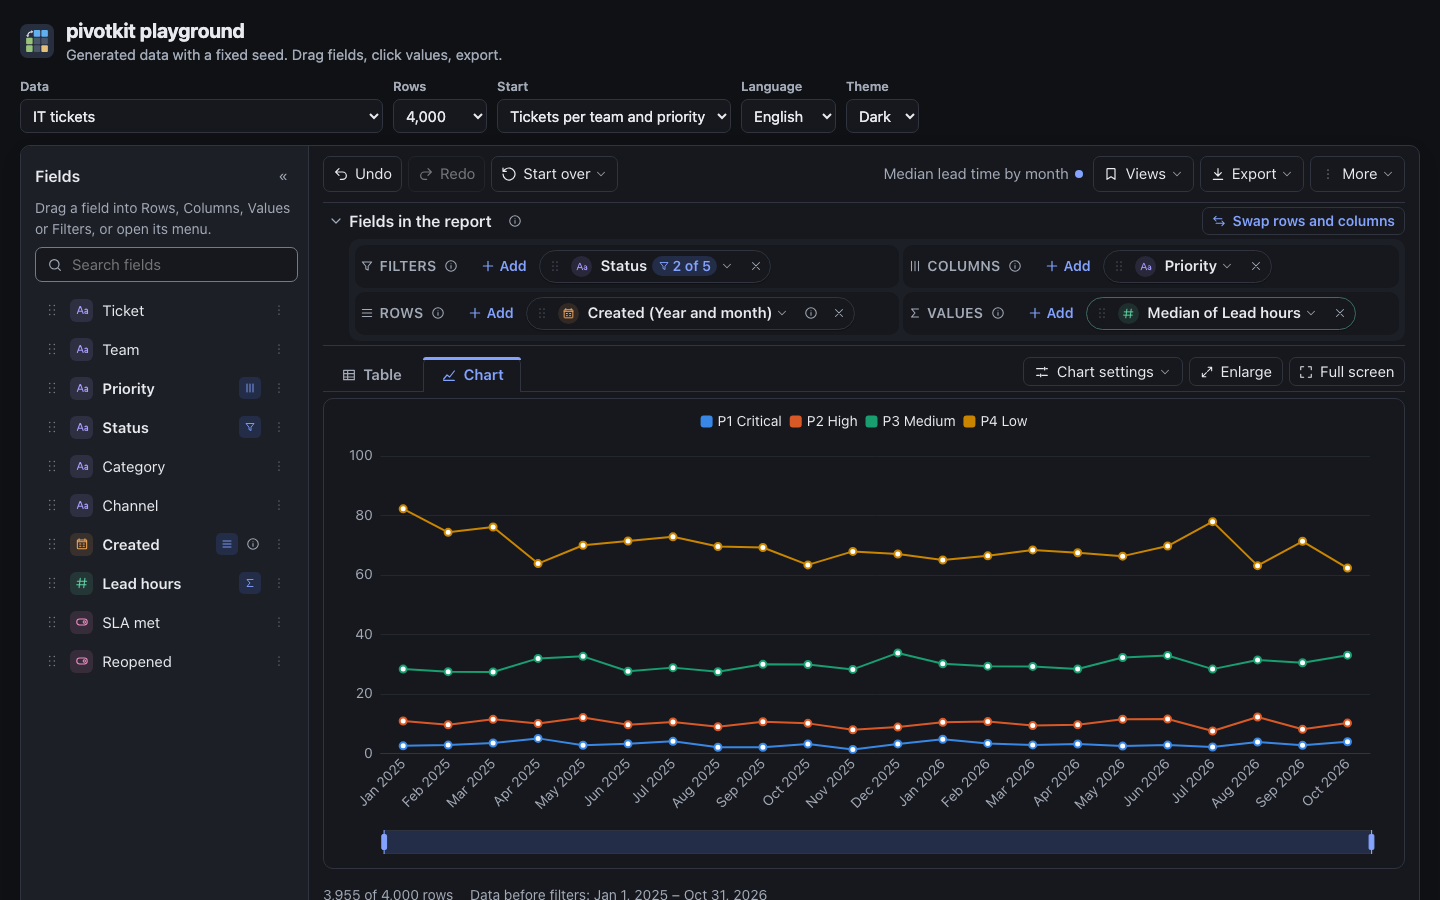 pivotkit playground
Generated data with a fixed seed. Drag fields, click values, export.
Data
Rows
Start
Language
Theme
IT tickets
4,000
Tickets per team and priority
English
Dark
Fields
«
Drag a field into Rows, Columns, Values
or Filters, or open its menu.
Search fields
Aa Ticket
Aa Team
Aa Priority
Aa Status
Aa Category
Aa Channel
Created
# Lead hours Σ
SLA met
Reopened
Undo
Redo
Start over
Median lead time by month
Views
Export
More
Fields in the report
Swap rows and columns
FILTERS + Add Aa Status 2 of 5
COLUMNS + Add Aa Priority
ROWS + Add Created (Year and month)
Σ VALUES + Add # Median of Lead hours
Table
Chart
Chart settings
Enlarge
Full screen
P1 Critical P2 High P3 Medium P4 Low
100
80
60
40
20
0
Jan 2025
Feb 2025
Mar 2025
Apr 2025
May 2025
Jun 2025
Jul 2025
Aug 2025
Sep 2025
Oct 2025
Nov 2025
Dec 2025
Jan 2026
Feb 2026
Mar 2026
Apr 2026
May 2026
Jun 2026
Jul 2026
Aug 2026
Sep 2026
Oct 2026
3,955 of 4,000 rows Data before filters: Jan 1, 2025 – Oct 31, 2026